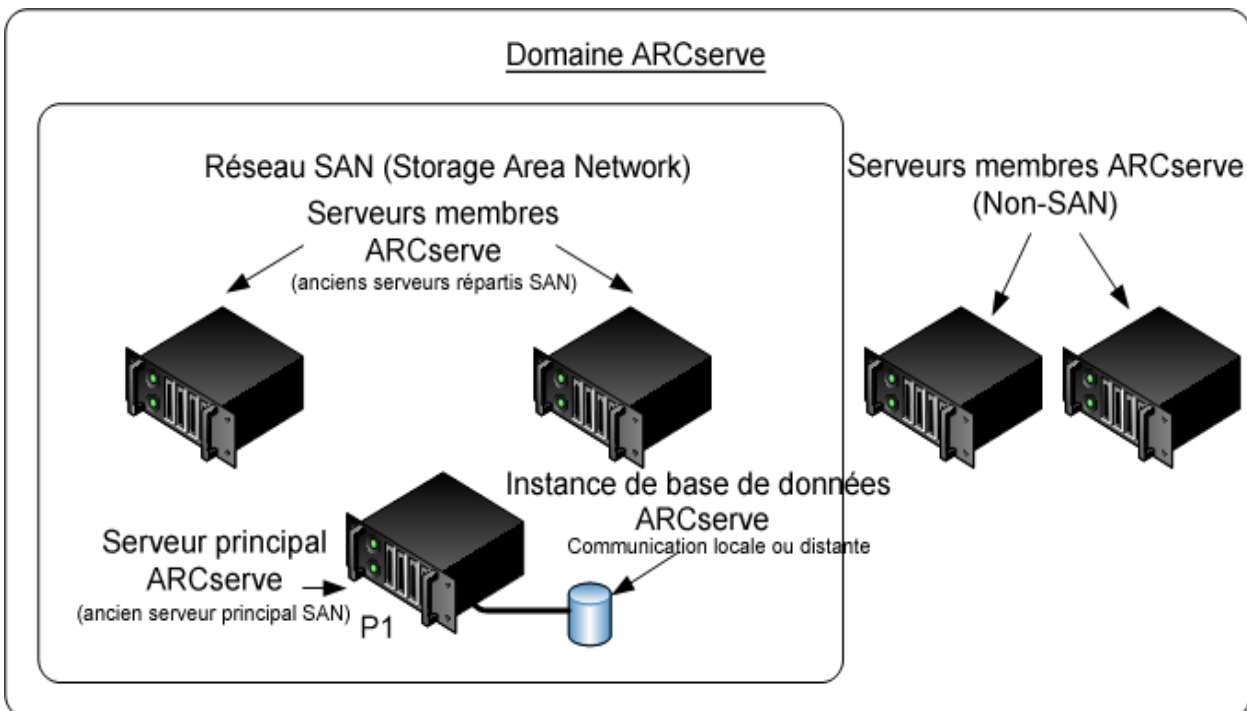 Domaine ARCserve
Réseau SAN (Storage Area Network)
Serveurs membres
ARCserve
(anciens serveurs répartis SAN)
Serveurs membres ARCserve
(Non-SAN)
Instance de base de données
ARCserve
Communication locale ou distante
Serveur principal
ARCserve
(ancien serveur principal SAN)
P1